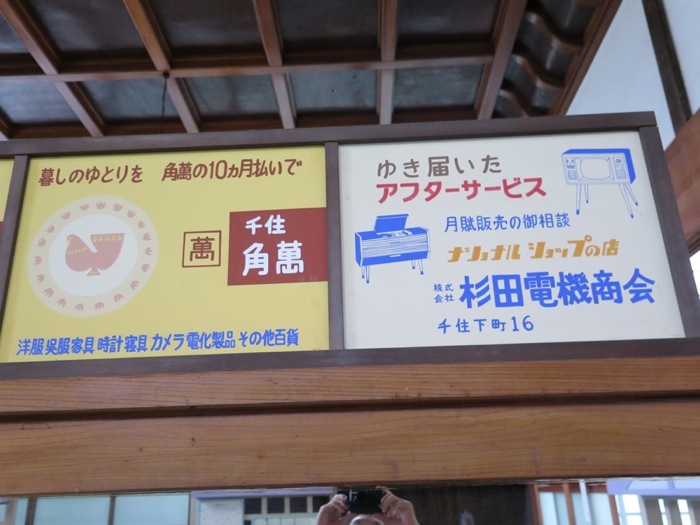 暮しのゆとりを 角萬の10ヵ月払いで
萬
千住
角萬
洋服 呉服 家具 時計 寝具 カメラ 電化製品 その他百貨
ゆき届いた
アフターサービス
月賦販売の御相談
ナショナル ショップの店
株式会社 杉田電機商会
千住下町16